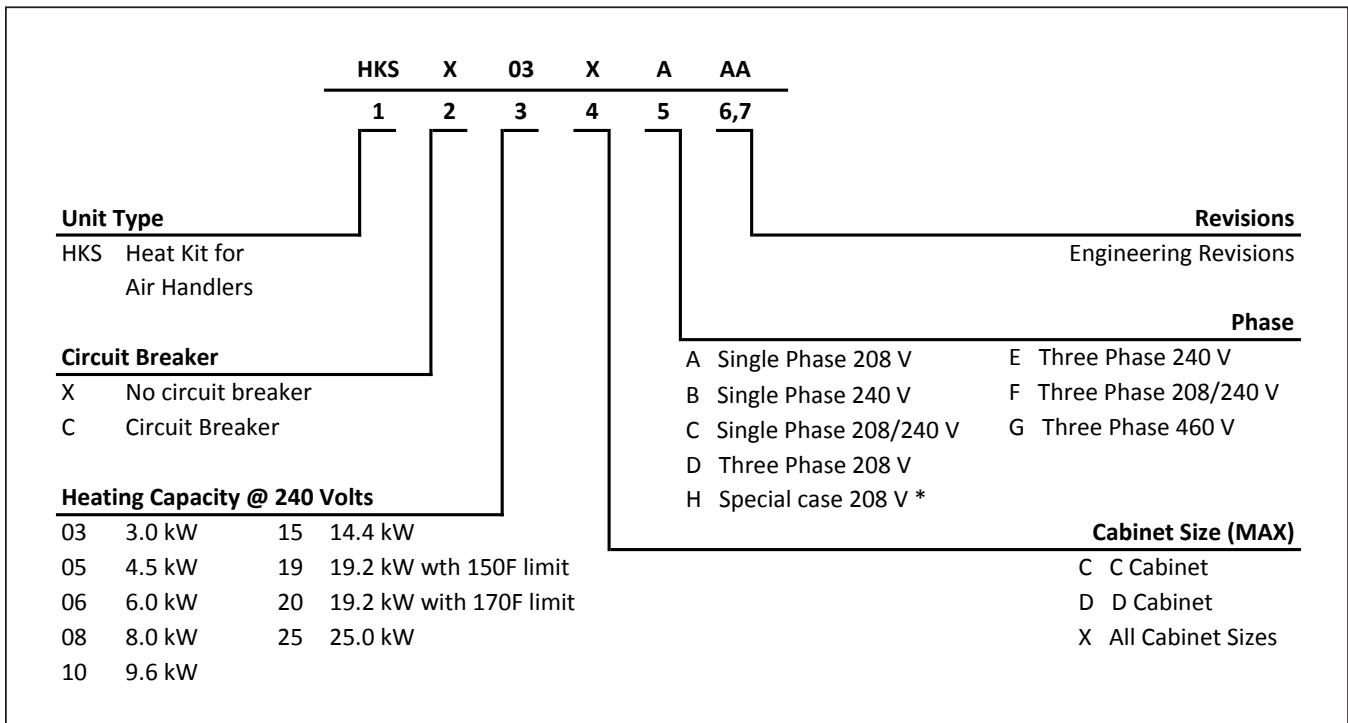 HKS X 03 X A AA
1 2 3 4 5 6,7
Unit Type
HKS Heat Kit for
Air Handlers
Circuit Breaker
X No circuit breaker
C Circuit Breaker
Heating Capacity @ 240 Volts
03 3.0 kW 15 14.4 kW
05 4.5 kW 19 19.2 kW wth 150F limit
06 6.0 kW 20 19.2 kW with 170F limit
08 8.0 kW 25 25.0 kW
10 9.6 kW
Revisions
Engineering Revisions
Phase
A Single Phase 208 V E Three Phase 240 V
B Single Phase 240 V F Three Phase 208/240 V
C Single Phase 208/240 V G Three Phase 460 V
D Three Phase 208 V
H Special case 208 V *
Cabinet Size (MAX)
C C Cabinet
D D Cabinet
X All Cabinet Sizes